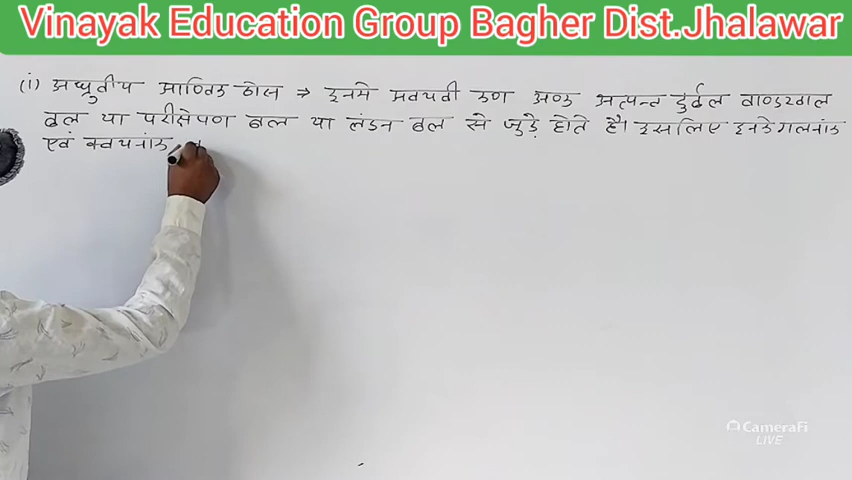 Vinayak Education Group Bagher Dist.Jhalawar
(i) अध्रुवीय आण्विक ठोस ⇒ इनमे अवयवी कण अणु अत्यन्त दुर्बल वाण्डरवाल
बल या परीक्षेपण बल या लंडन बल से जुड़े होते है। इसलिए इनके गलनांक
एवं क्वथनांक
CameraFi
LIVE